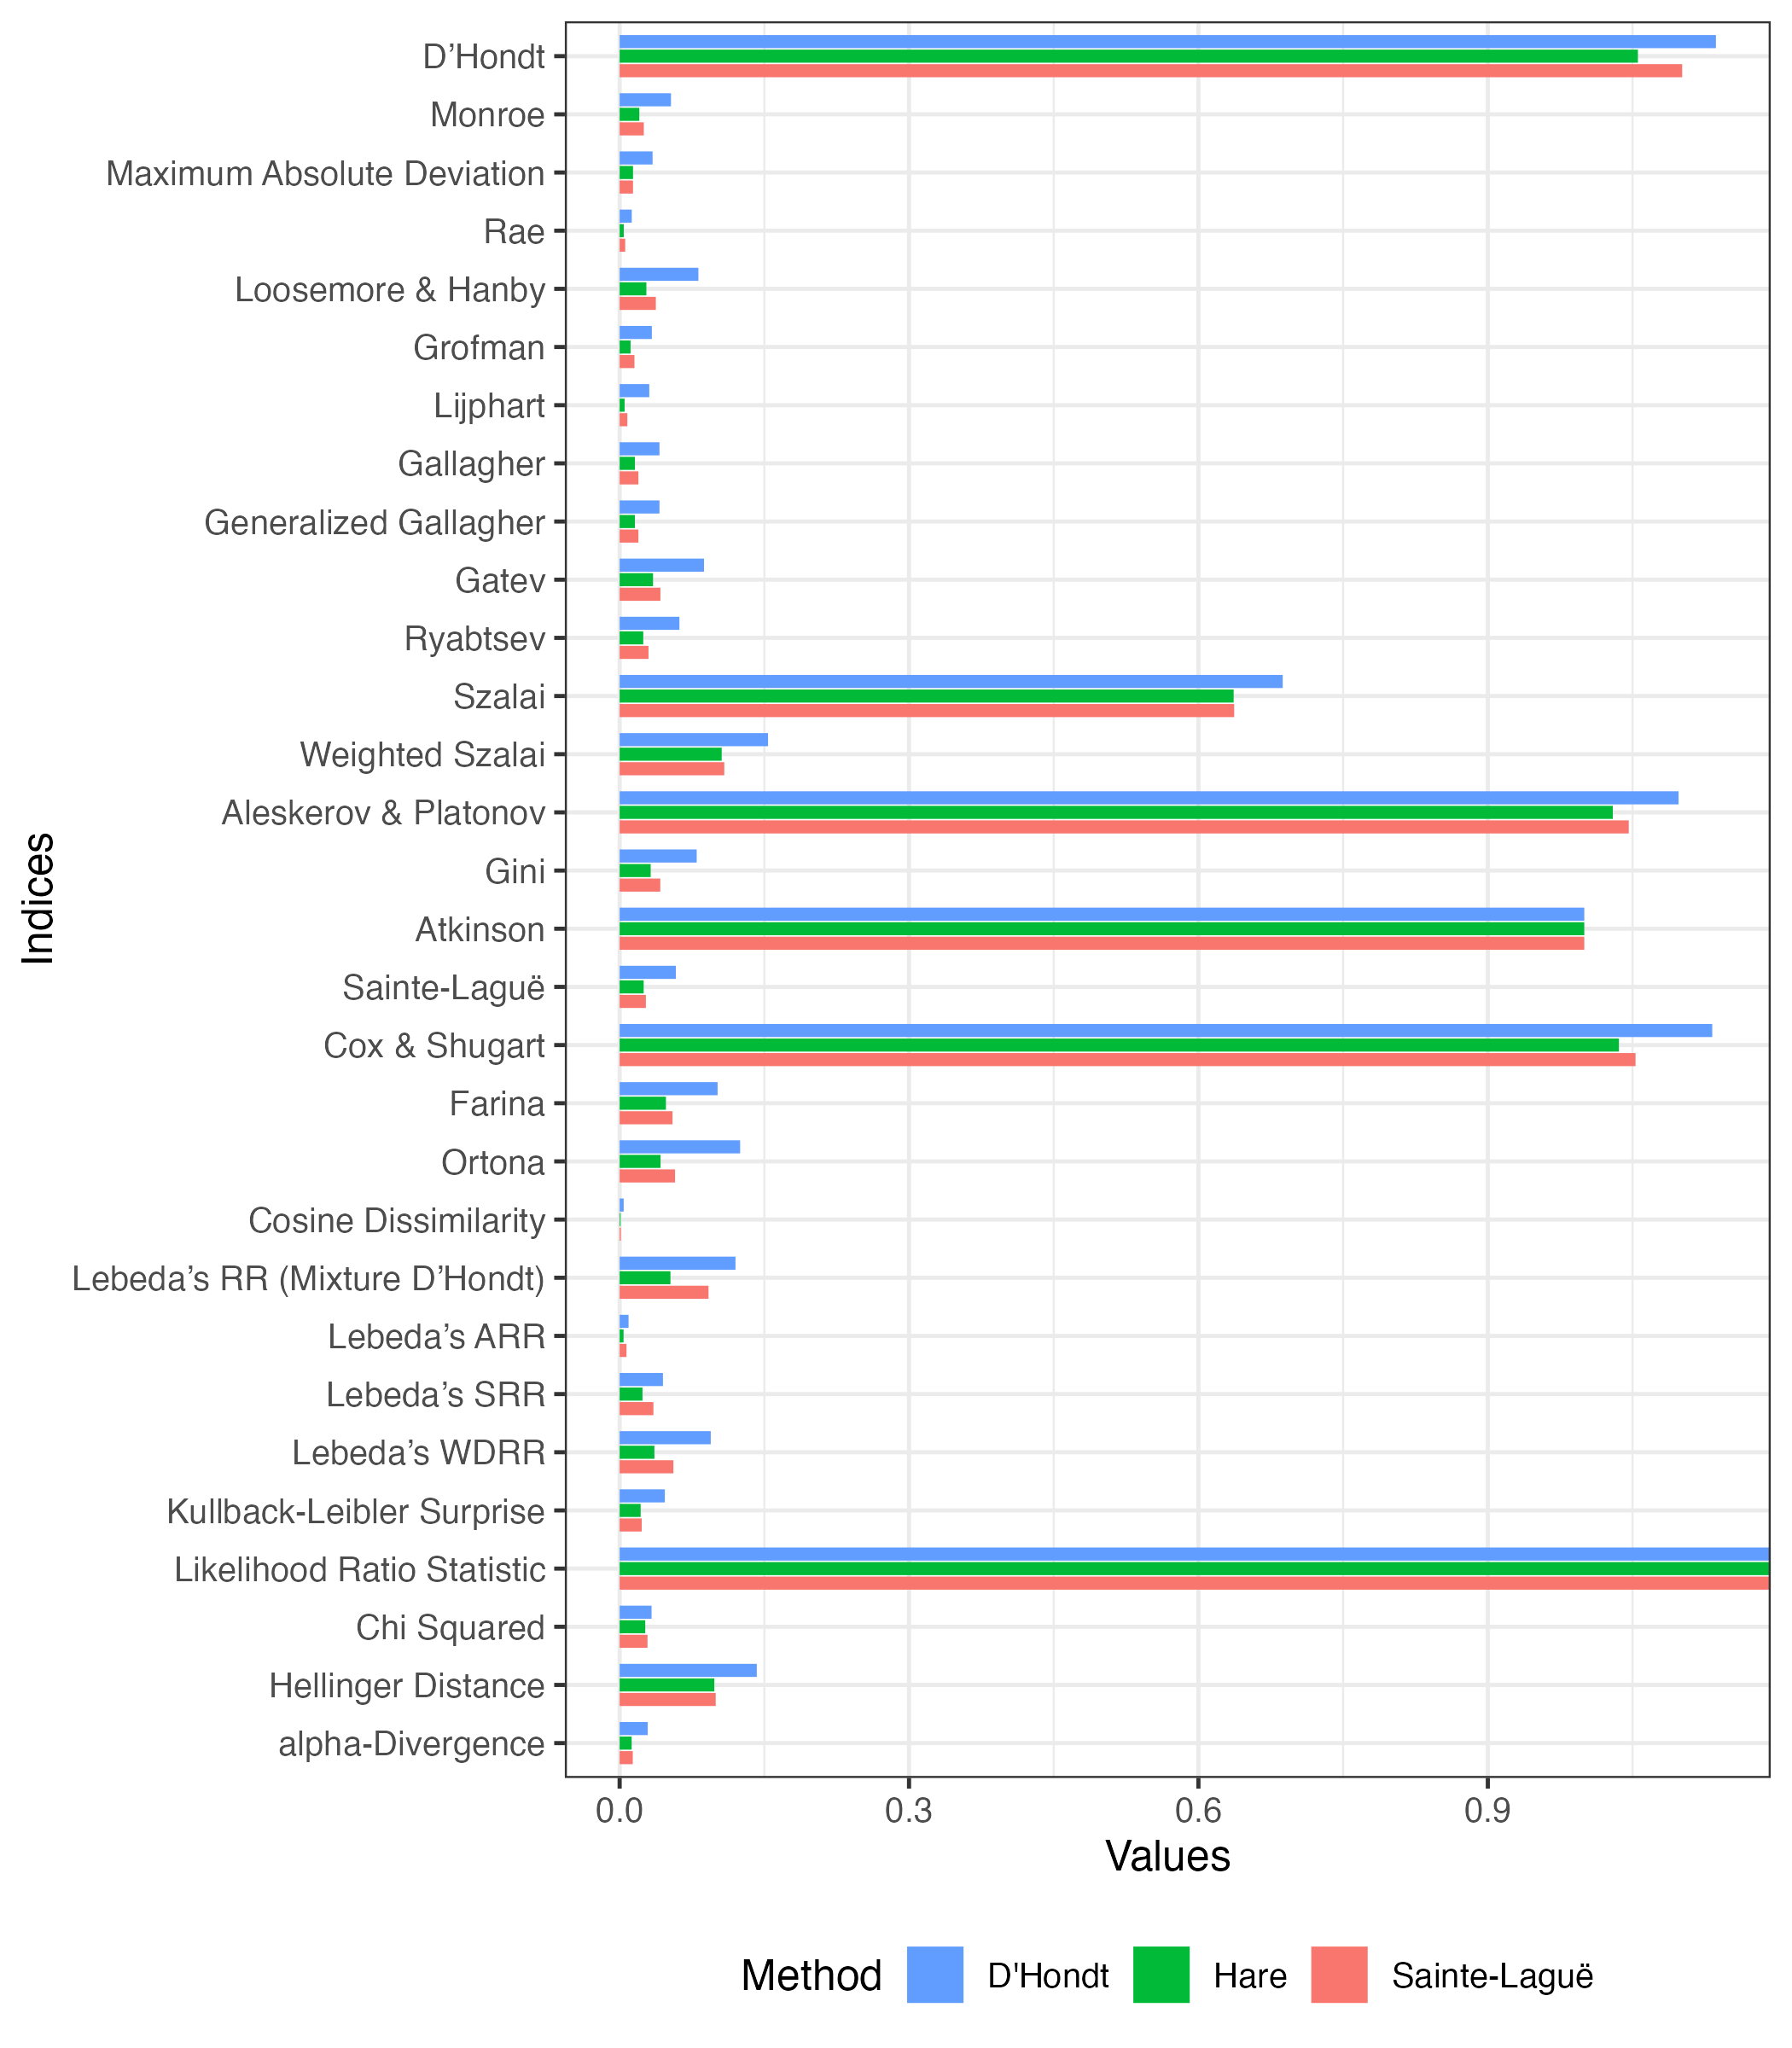 D’Hondt
Monroe
Maximum Absolute Deviation
Rae
Loosemore & Hanby
Grofman
Lijphart
Gallagher
Generalized Gallagher
Gatev
Ryabtsev
Szalai
Weighted Szalai
Aleskerov & Platonov
Gini
Atkinson
Sainte-Laguë
Cox & Shugart
Farina
Ortona
Cosine Dissimilarity
Lebeda’s RR (Mixture D’Hondt)
Lebeda’s ARR
Lebeda’s SRR
Lebeda’s WDRR
Kullback-Leibler Surprise
Likelihood Ratio Statistic
Chi Squared
Hellinger Distance
alpha-Divergence
Indices
0.0 0.3 0.6 0.9
Values
Method D'Hondt Hare Sainte-Laguë